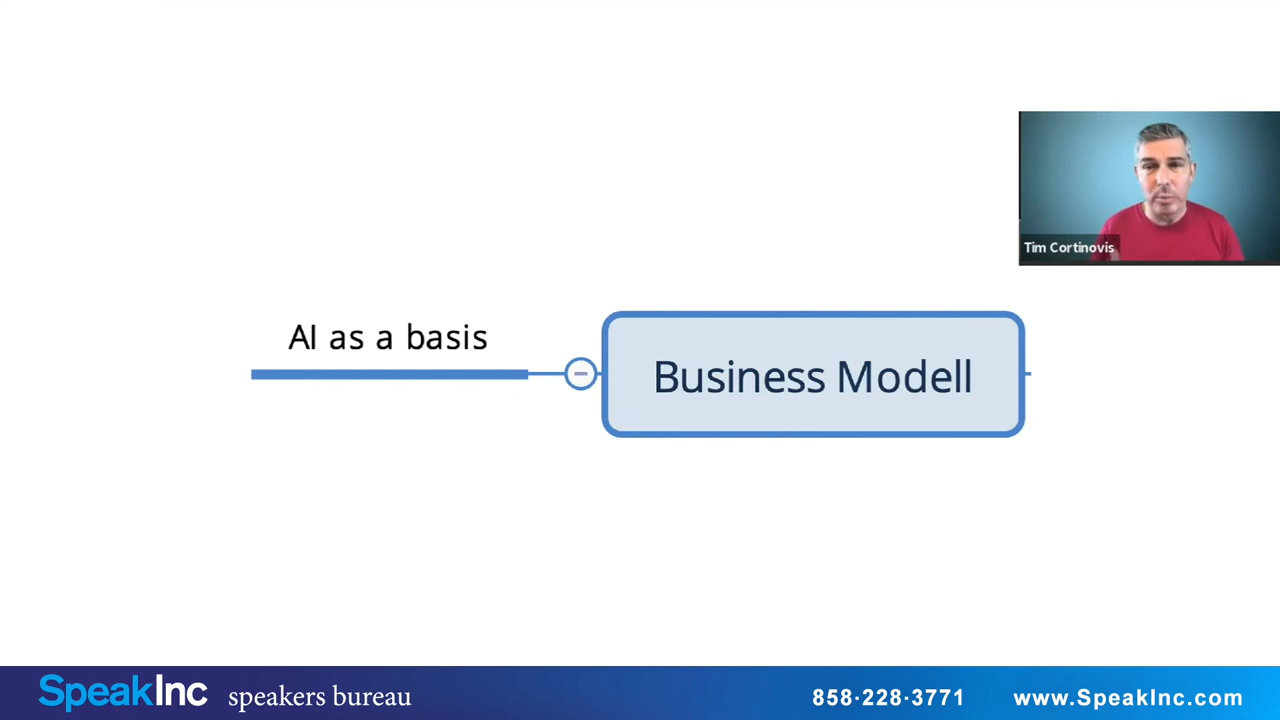 Tim Cortinovis
AI as a basis
Business Modell
SpeakInc speakers bureau
858·228·3771
www.SpeakInc.com